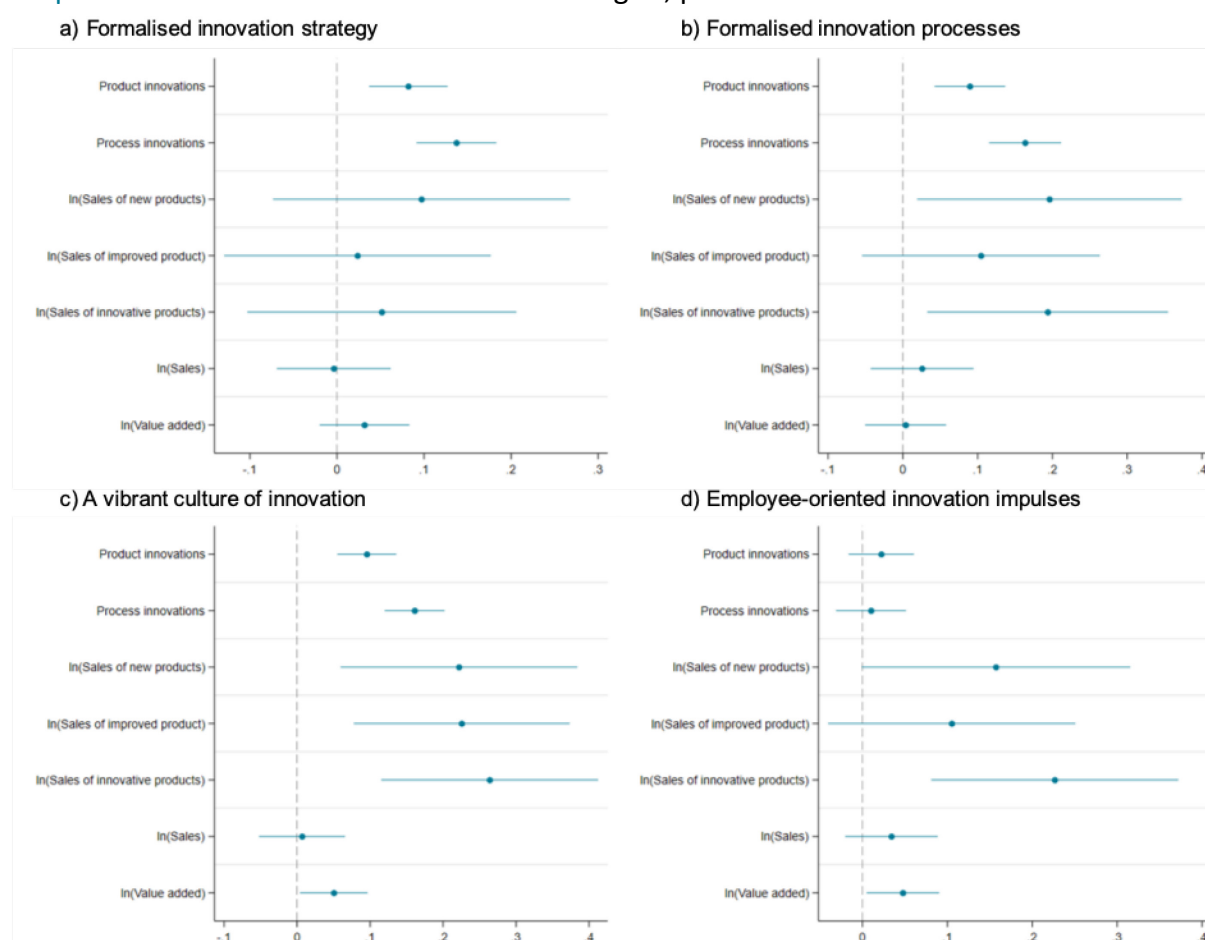 a) Formalised innovation strategy
Product innovations
Process innovations
ln(Sales of new products)
ln(Sales of improved product)
ln(Sales of innovative products)
ln(Sales)
ln(Value added)
-.1 0 .1 .2 .3
b) Formalised innovation processes
Product innovations
Process innovations
ln(Sales of new products)
ln(Sales of improved product)
ln(Sales of innovative products)
ln(Sales)
ln(Value added)
-.1 0 .1 .2 .3 .4
c) A vibrant culture of innovation
Product innovations
Process innovations
ln(Sales of new products)
ln(Sales of improved product)
ln(Sales of innovative products)
ln(Sales)
ln(Value added)
-.1 0 .1 .2 .3 .4
d) Employee-oriented innovation impulses
Product innovations
Process innovations
ln(Sales of new products)
ln(Sales of improved product)
ln(Sales of innovative products)
ln(Sales)
ln(Value added)
0 .1 .2 .3 .4